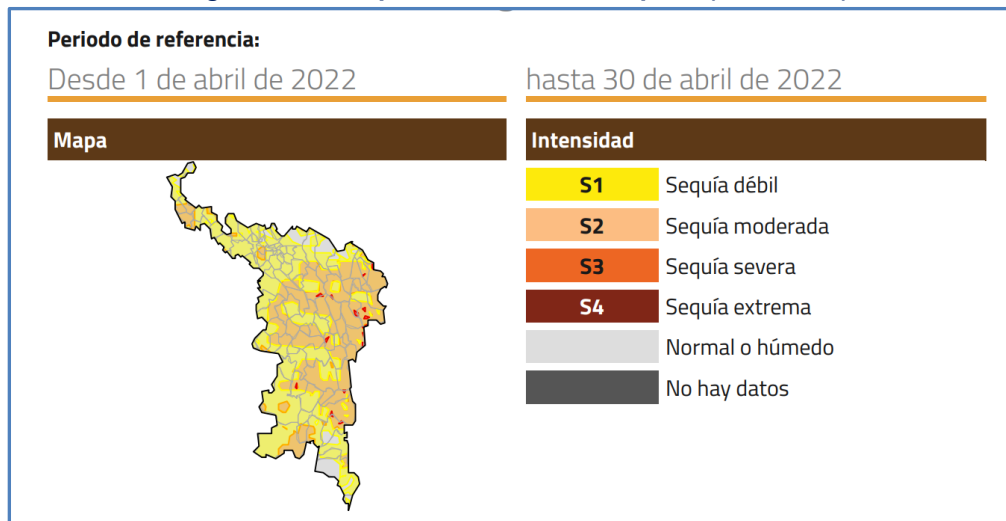 Periodo de referencia:
Desde 1 de abril de 2022
hasta 30 de abril de 2022
Mapa
Intensidad
S1 Sequía débil
S2 Sequía moderada
S3 Sequía severa
S4 Sequía extrema
Normal o húmedo
No hay datos